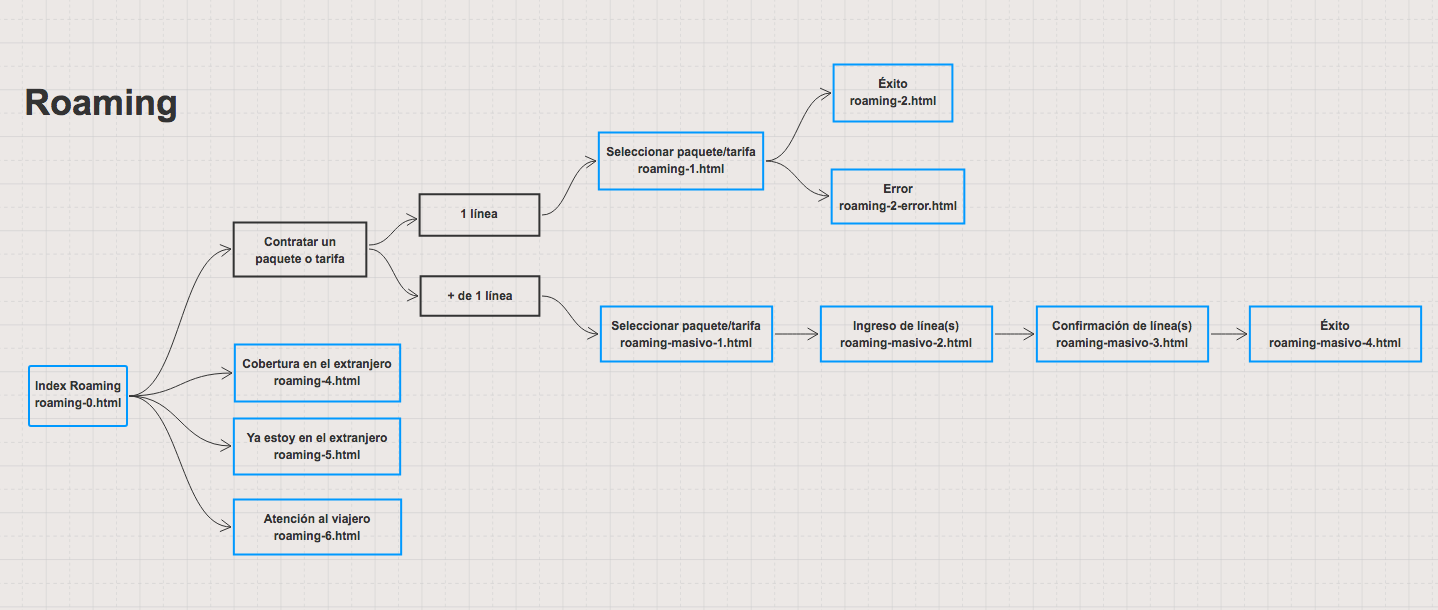 Roaming
Index Roaming
roaming-0.html
Contratar un
paquete o tarifa
1 línea
Seleccionar paquete/tarifa
roaming-1.html
Éxito
roaming-2.html
Error
roaming-2-error.html
+ de 1 línea
Seleccionar paquete/tarifa
roaming-masivo-1.html
Ingreso de línea(s)
roaming-masivo-2.html
Confirmación de línea(s)
roaming-masivo-3.html
Éxito
roaming-masivo-4.html
Cobertura en el extranjero
roaming-4.html
Ya estoy en el extranjero
roaming-5.html
Atención al viajero
roaming-6.html